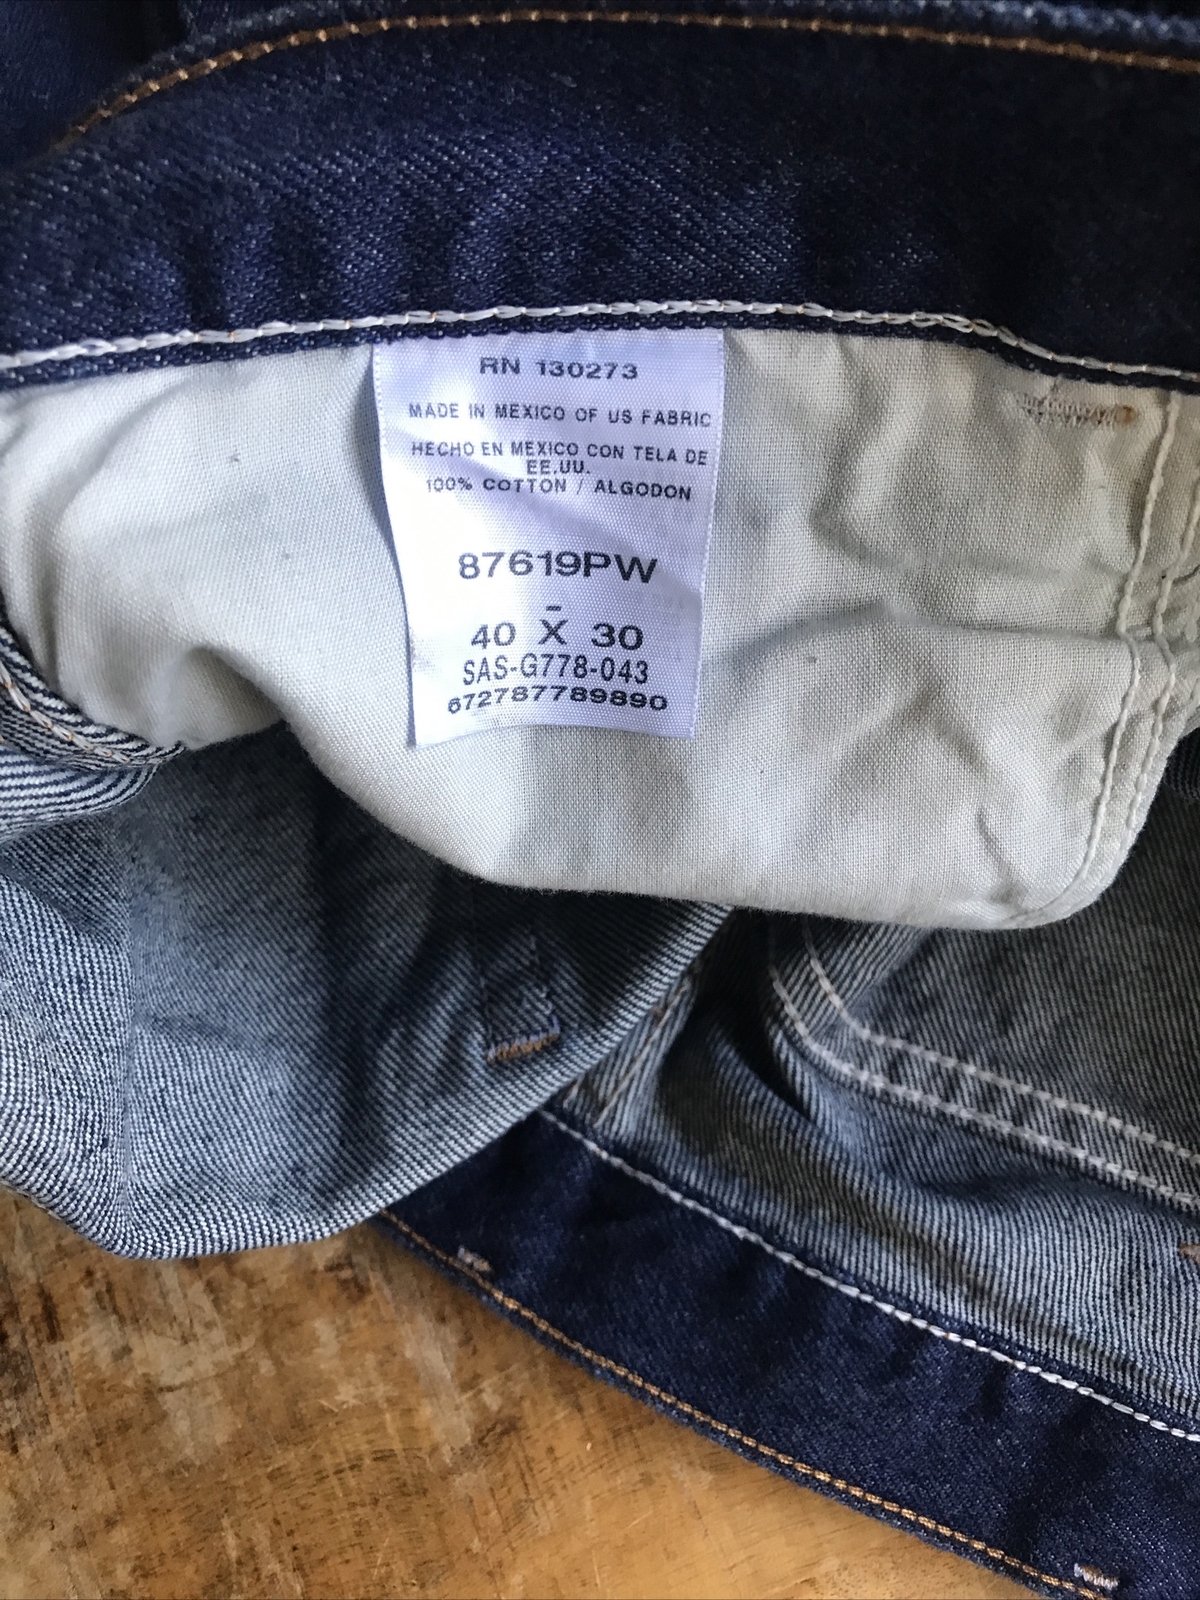 RN 130273
MADE IN MEXICO OF US FABRIC
HECHO EN MEXICO CON TELA DE
EE.UU.
100% COTTON / ALGODON
87619PW
-
40 X 30
SAS-G778-043
672787789890